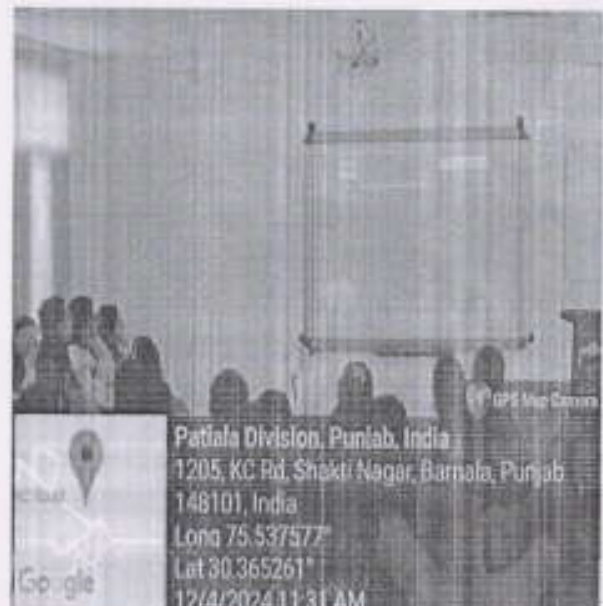 GPS Map Camera
Patiala Division, Punjab, India
1205, KC Rd, Shakti Nagar, Barnala, Punjab
148101, India
Long 75.537577°
Lat 30.365261°
12/4/2024 11:31 AM
Google